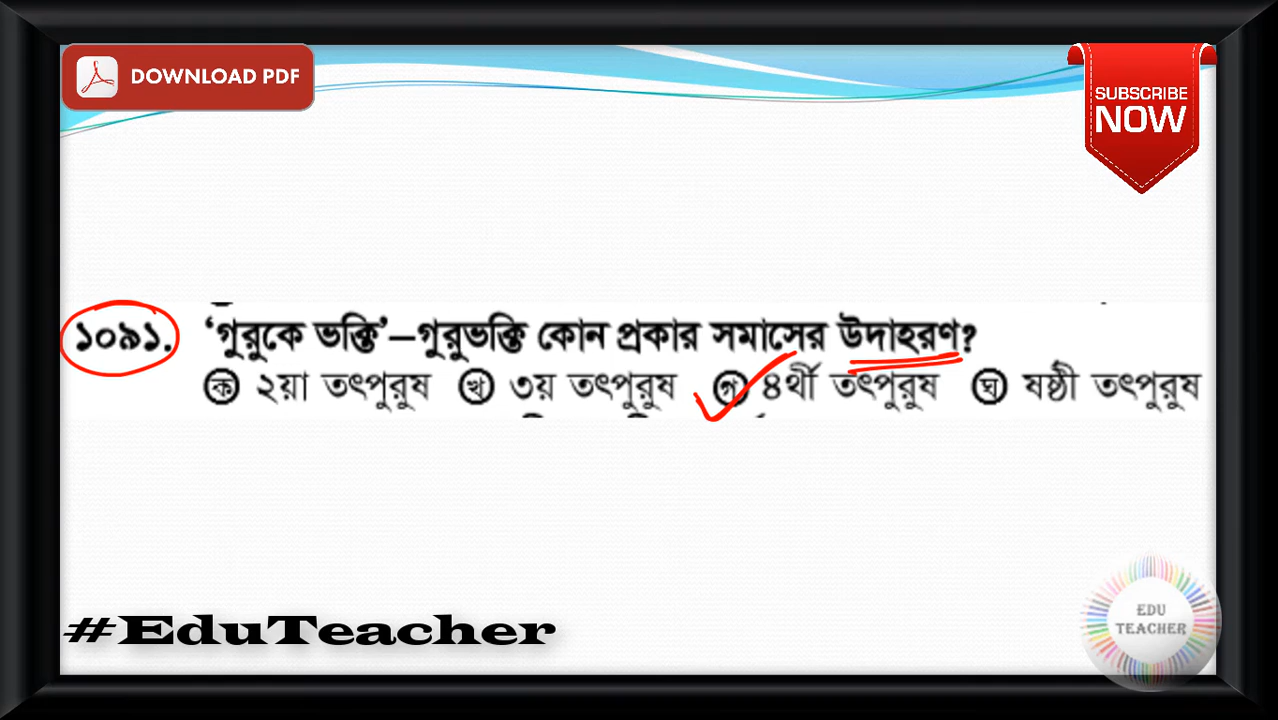 DOWNLOAD PDF
SUBSCRIBE
NOW
১০৯১. ‘গুরুকে ভক্তি’–গুরুভক্তি কোন প্রকার সমাসের উদাহরণ?
ক ২য়া তৎপুরুষ খ ৩য় তৎপুরুষ গ ৪র্থী তৎপুরুষ ঘ ষষ্ঠী তৎপুরুষ
#EduTeacher
EDU
TEACHER